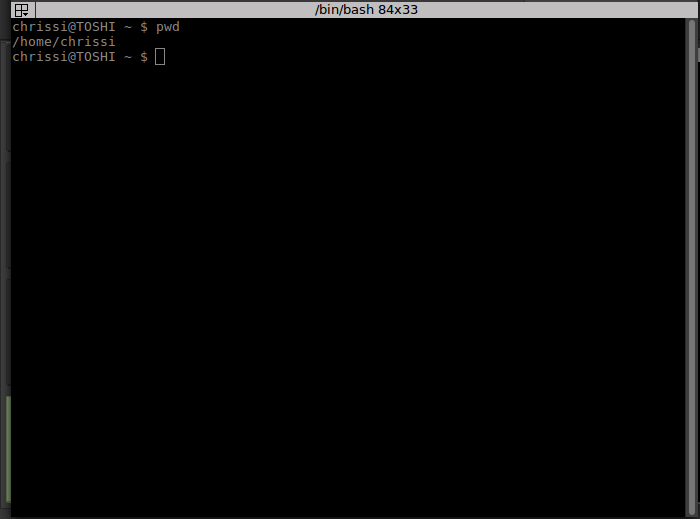 /bin/bash 84x33
chrissi@TOSHI ~ $ pwd
/home/chrissi
chrissi@TOSHI ~ $